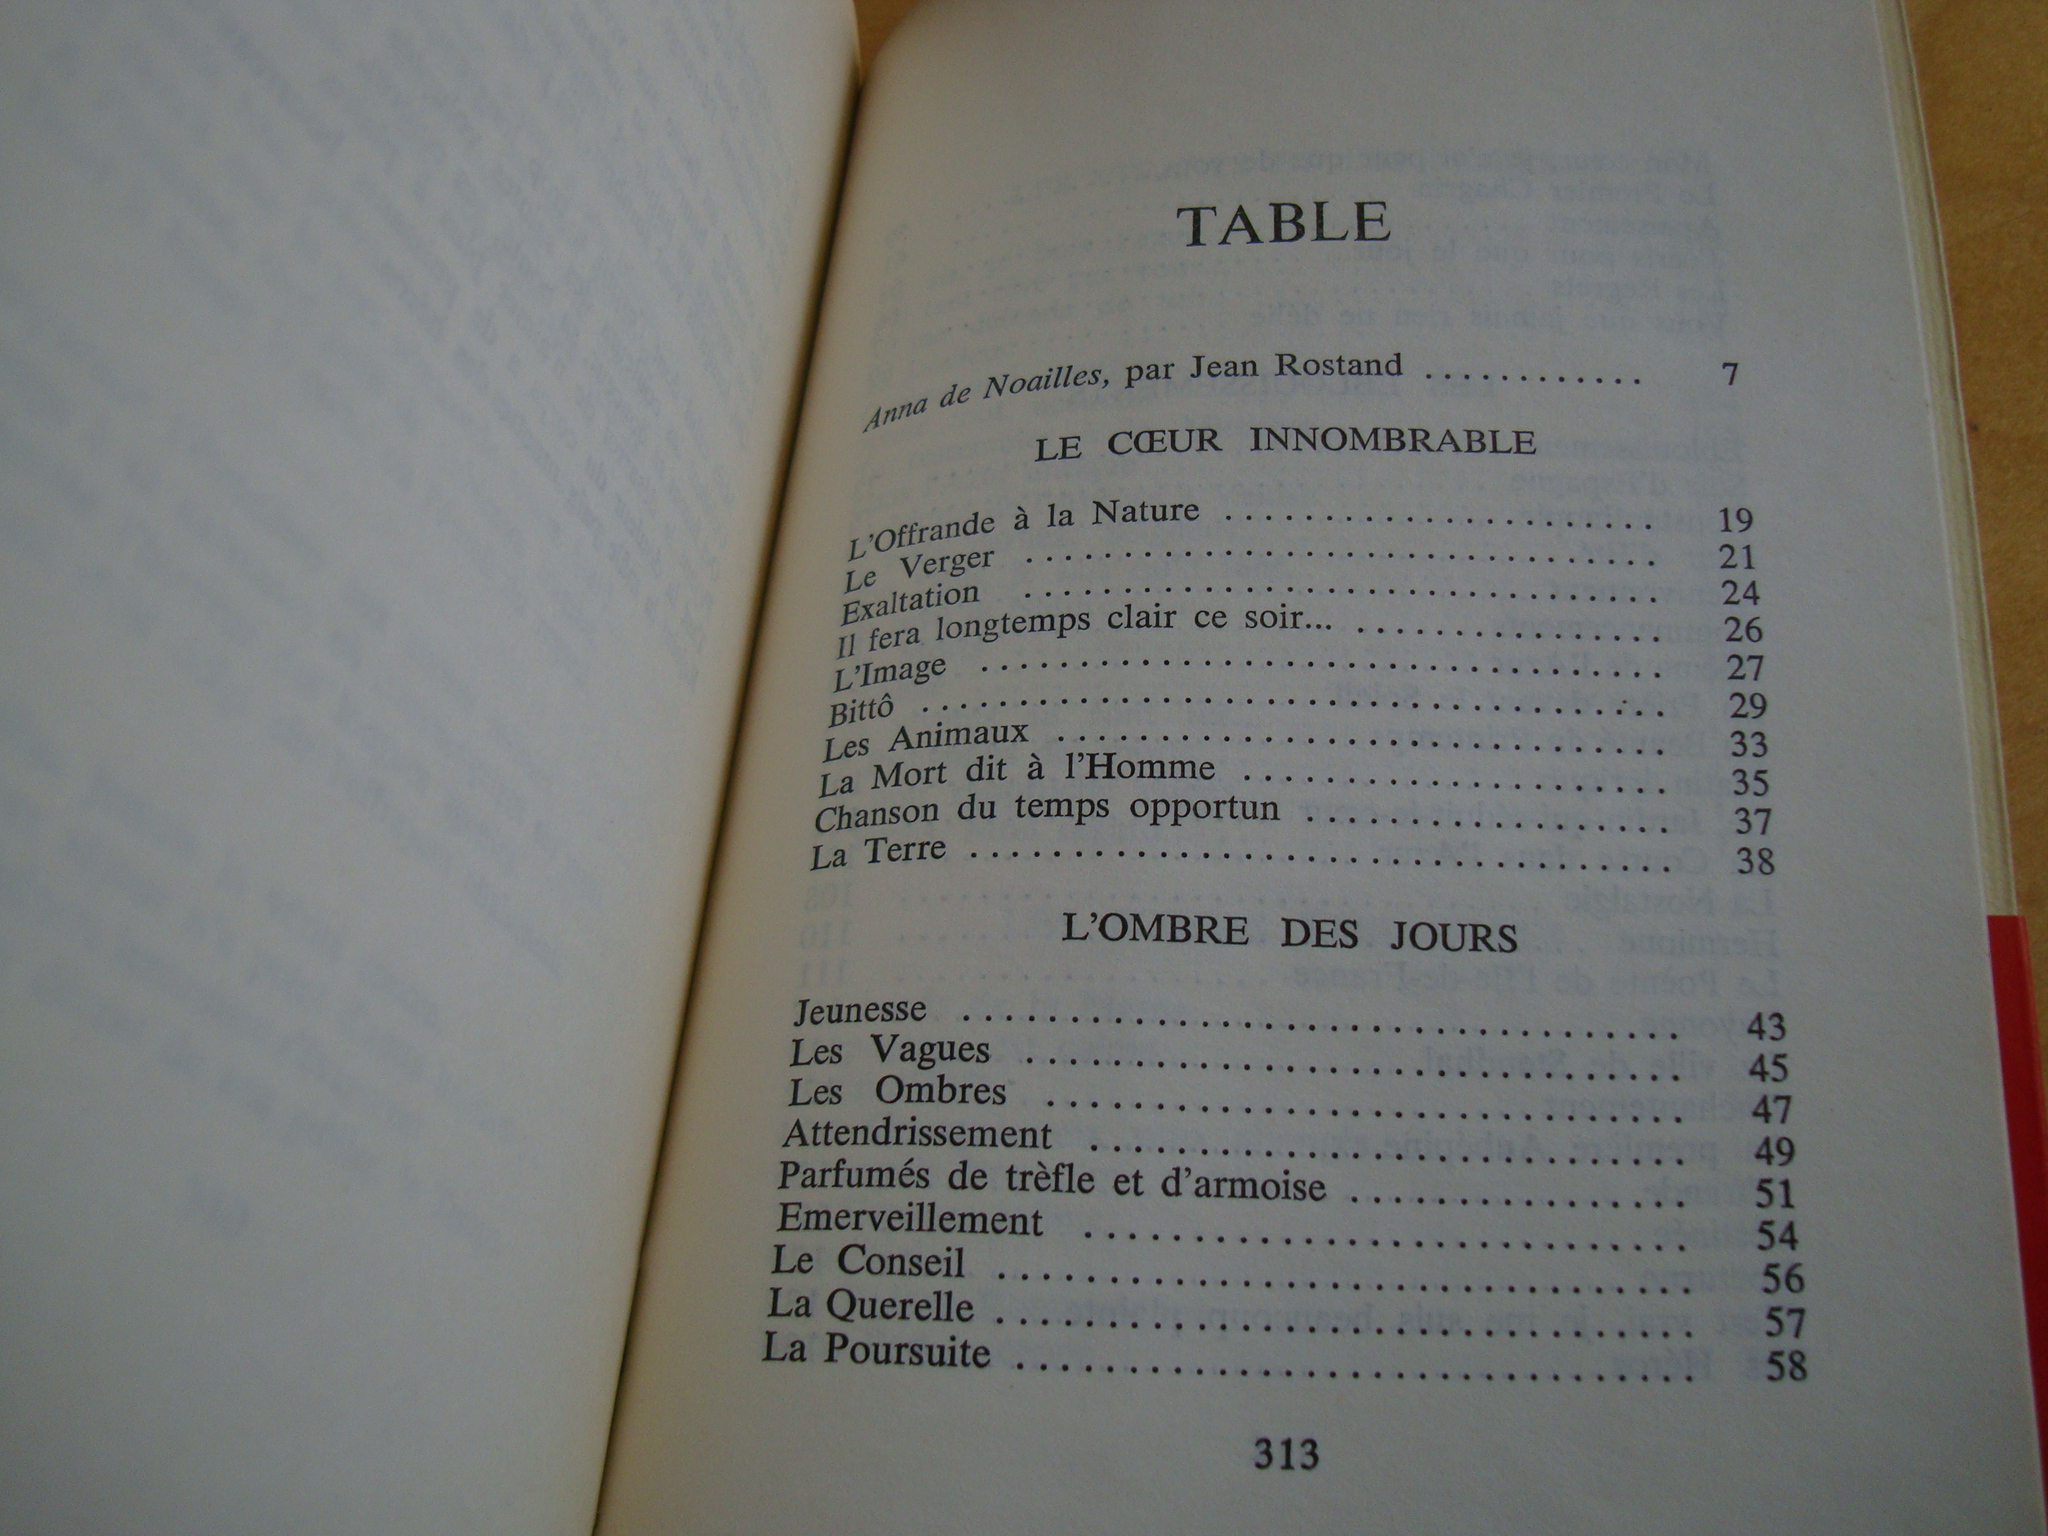 TABLE
Anna de Noailles, par Jean Rostand ............ 7
LE CŒUR INNOMBRABLE
L'Offrande à la Nature ........................ 19
Le Verger ................................. 21
Exaltation ................................. 24
Il fera longtemps clair ce soir... ................. 26
L'Image .................................... 27
Bittô ....................................... 29
Les Animaux ................................ 33
La Mort dit à l'Homme ........................ 35
Chanson du temps opportun .................... 37
La Terre .................................... 38
L'OMBRE DES JOURS
Jeunesse .................................. 43
Les Vagues ............................... 45
Les Ombres .............................. 47
Attendrissement ............................ 49
Parfumés de trèfle et d'armoise ................ 51
Emerveillement ............................ 54
Le Conseil ................................ 56
La Querelle ................................ 57
La Poursuite ............................... 58
313